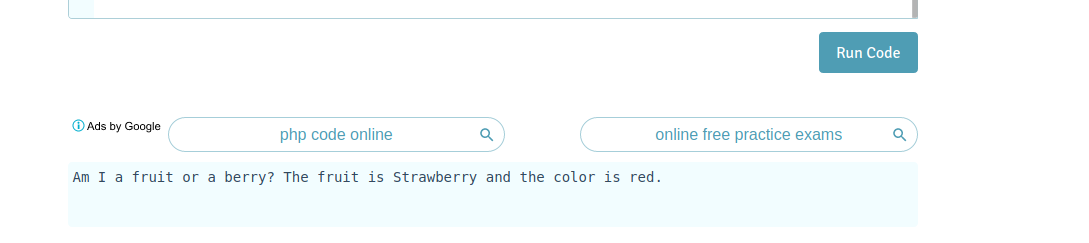 Run Code
Ads by Google
php code online
online free practice exams
Am I a fruit or a berry? The fruit is Strawberry and the color is red.